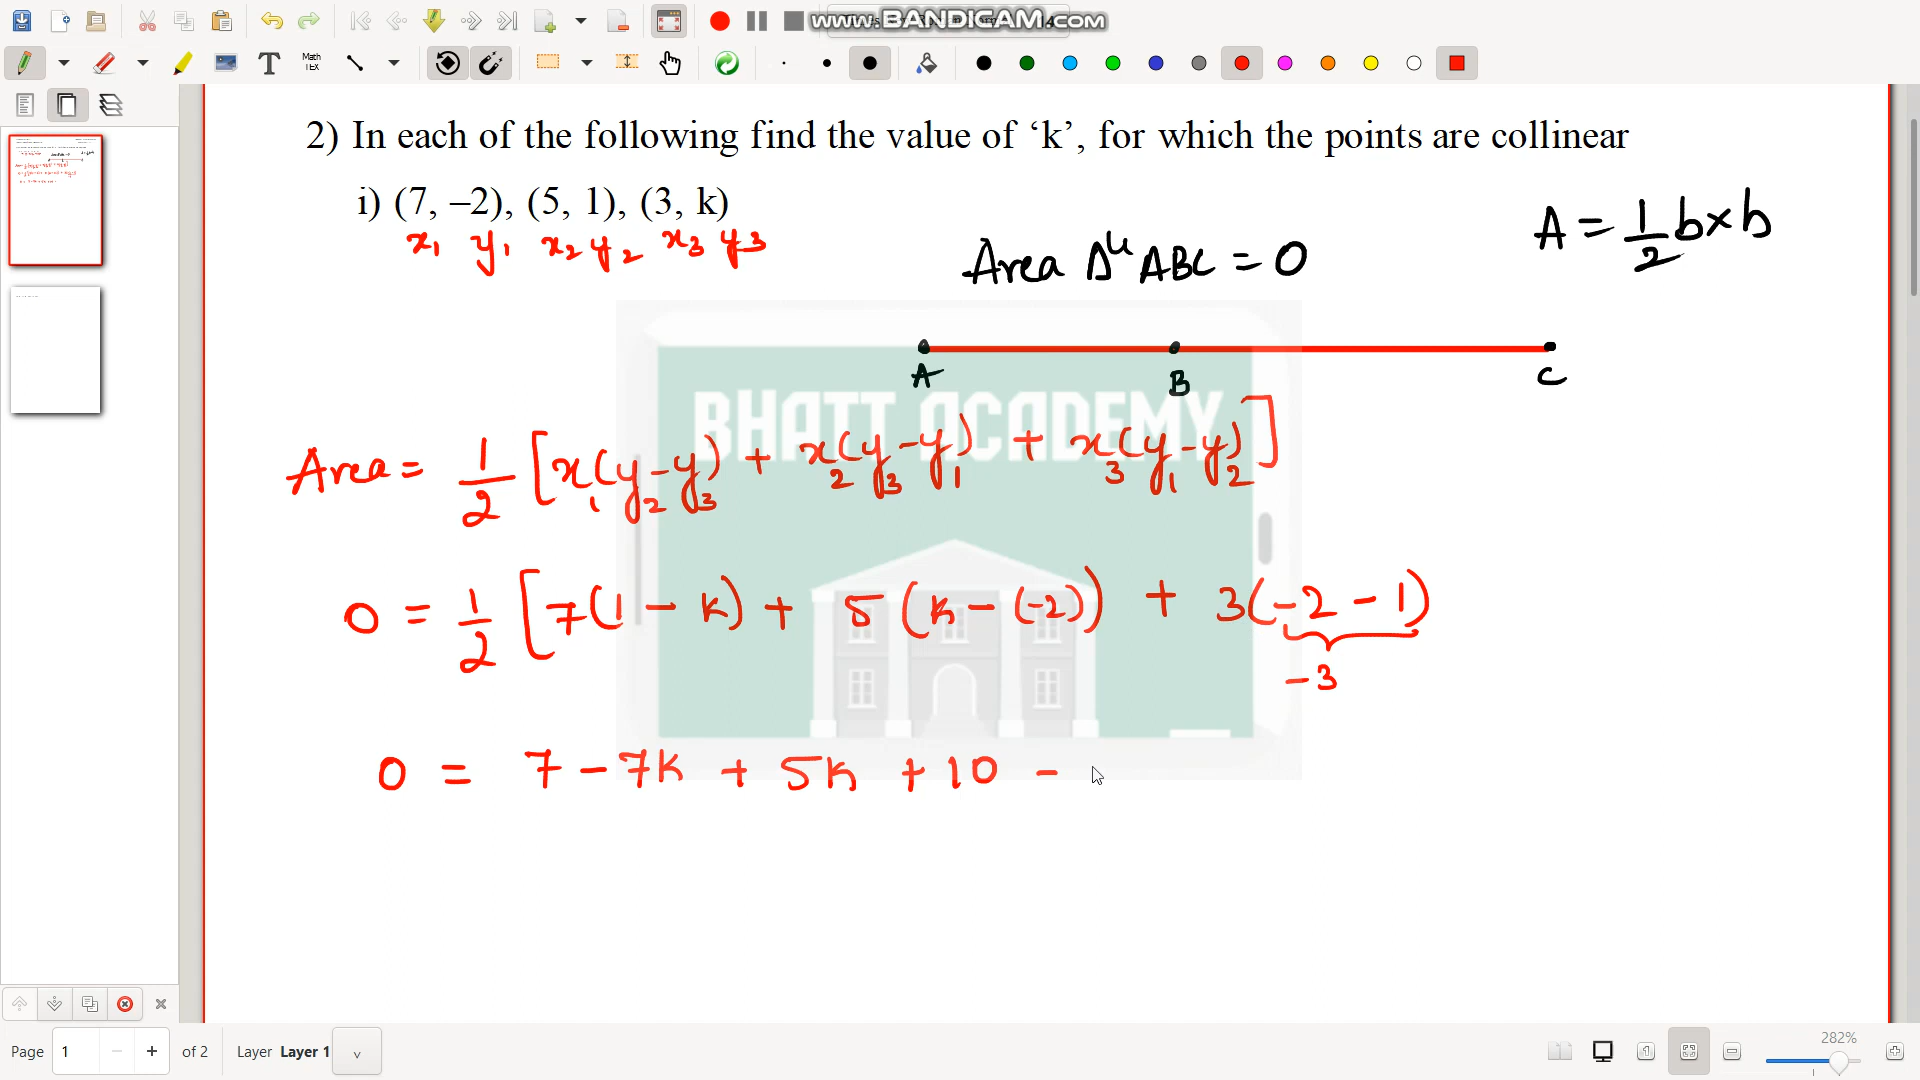 WWW.BANDICAM.COM
Math
TEX
2) In each of the following find the value of ‘k’, for which the points are collinear
i) (7, –2), (5, 1), (3, k)
x₁ y₁ x₂ y₂ x₃ y₃
A = 1/2 b×b
Area Δˡᵉ ABC = 0
A B C
BHATT ACADEMY
Area = 1/2 [x₁(y₂−y₃) + x₂(y₃−y₁) + x₃(y₁−y₂)]
0 = 1/2 [7(1 − k) + 5(k − (−2)) + 3(−2 − 1)
−3
0 = 7 − 7k + 5k + 10 −
Page 1 of 2 Layer Layer 1 282%